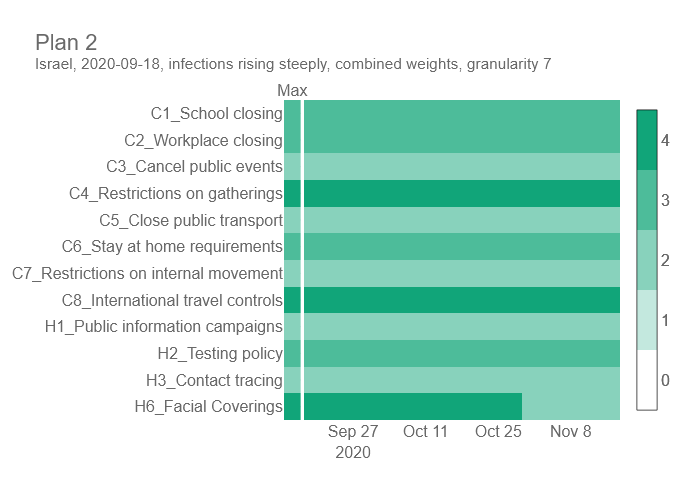 Plan 2
Israel, 2020-09-18, infections rising steeply, combined weights, granularity 7
Max
C1_School closing
C2_Workplace closing
C3_Cancel public events
C4_Restrictions on gatherings
C5_Close public transport
C6_Stay at home requirements
C7_Restrictions on internal movement
C8_International travel controls
H1_Public information campaigns
H2_Testing policy
H3_Contact tracing
H6_Facial Coverings
Sep 27 Oct 11 Oct 25 Nov 8
2020
4
3
2
1
0